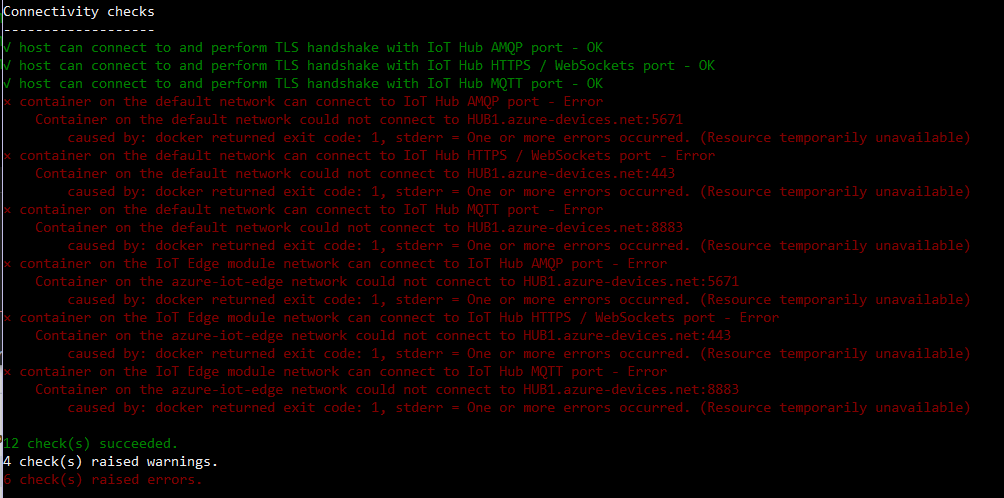 Connectivity checks
-------------------
√ host can connect to and perform TLS handshake with IoT Hub AMQP port - OK
√ host can connect to and perform TLS handshake with IoT Hub HTTPS / WebSockets port - OK
√ host can connect to and perform TLS handshake with IoT Hub MQTT port - OK
× container on the default network can connect to IoT Hub AMQP port - Error
    Container on the default network could not connect to HUB1.azure-devices.net:5671
        caused by: docker returned exit code: 1, stderr = One or more errors occurred. (Resource temporarily unavailable)
× container on the default network can connect to IoT Hub HTTPS / WebSockets port - Error
    Container on the default network could not connect to HUB1.azure-devices.net:443
        caused by: docker returned exit code: 1, stderr = One or more errors occurred. (Resource temporarily unavailable)
× container on the default network can connect to IoT Hub MQTT port - Error
    Container on the default network could not connect to HUB1.azure-devices.net:8883
        caused by: docker returned exit code: 1, stderr = One or more errors occurred. (Resource temporarily unavailable)
× container on the IoT Edge module network can connect to IoT Hub AMQP port - Error
    Container on the azure-iot-edge network could not connect to HUB1.azure-devices.net:5671
        caused by: docker returned exit code: 1, stderr = One or more errors occurred. (Resource temporarily unavailable)
× container on the IoT Edge module network can connect to IoT Hub HTTPS / WebSockets port - Error
    Container on the azure-iot-edge network could not connect to HUB1.azure-devices.net:443
        caused by: docker returned exit code: 1, stderr = One or more errors occurred. (Resource temporarily unavailable)
× container on the IoT Edge module network can connect to IoT Hub MQTT port - Error
    Container on the azure-iot-edge network could not connect to HUB1.azure-devices.net:8883
        caused by: docker returned exit code: 1, stderr = One or more errors occurred. (Resource temporarily unavailable)
12 check(s) succeeded.
4 check(s) raised warnings.
6 check(s) raised errors.